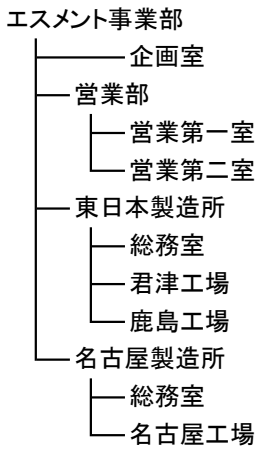 エスメント事業部
企画室
営業部
営業第一室
営業第二室
東日本製造所
総務室
君津工場
鹿島工場
名古屋製造所
総務室
名古屋工場